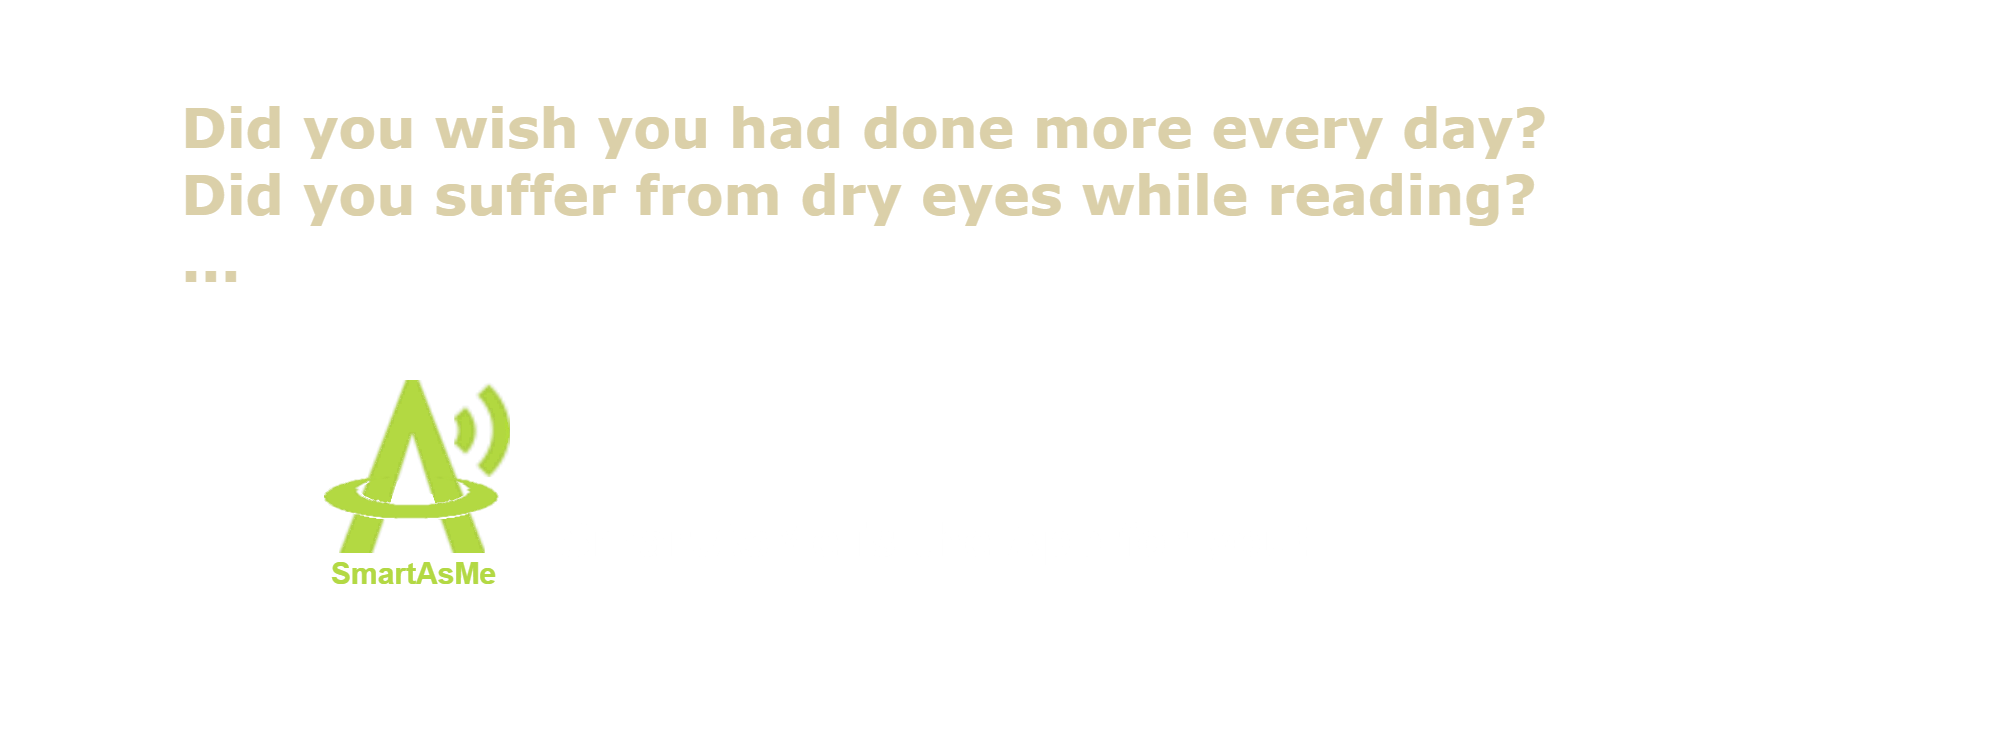 Did you wish you had done more every day?
Did you suffer from dry eyes while reading?
...
SmartAsMe